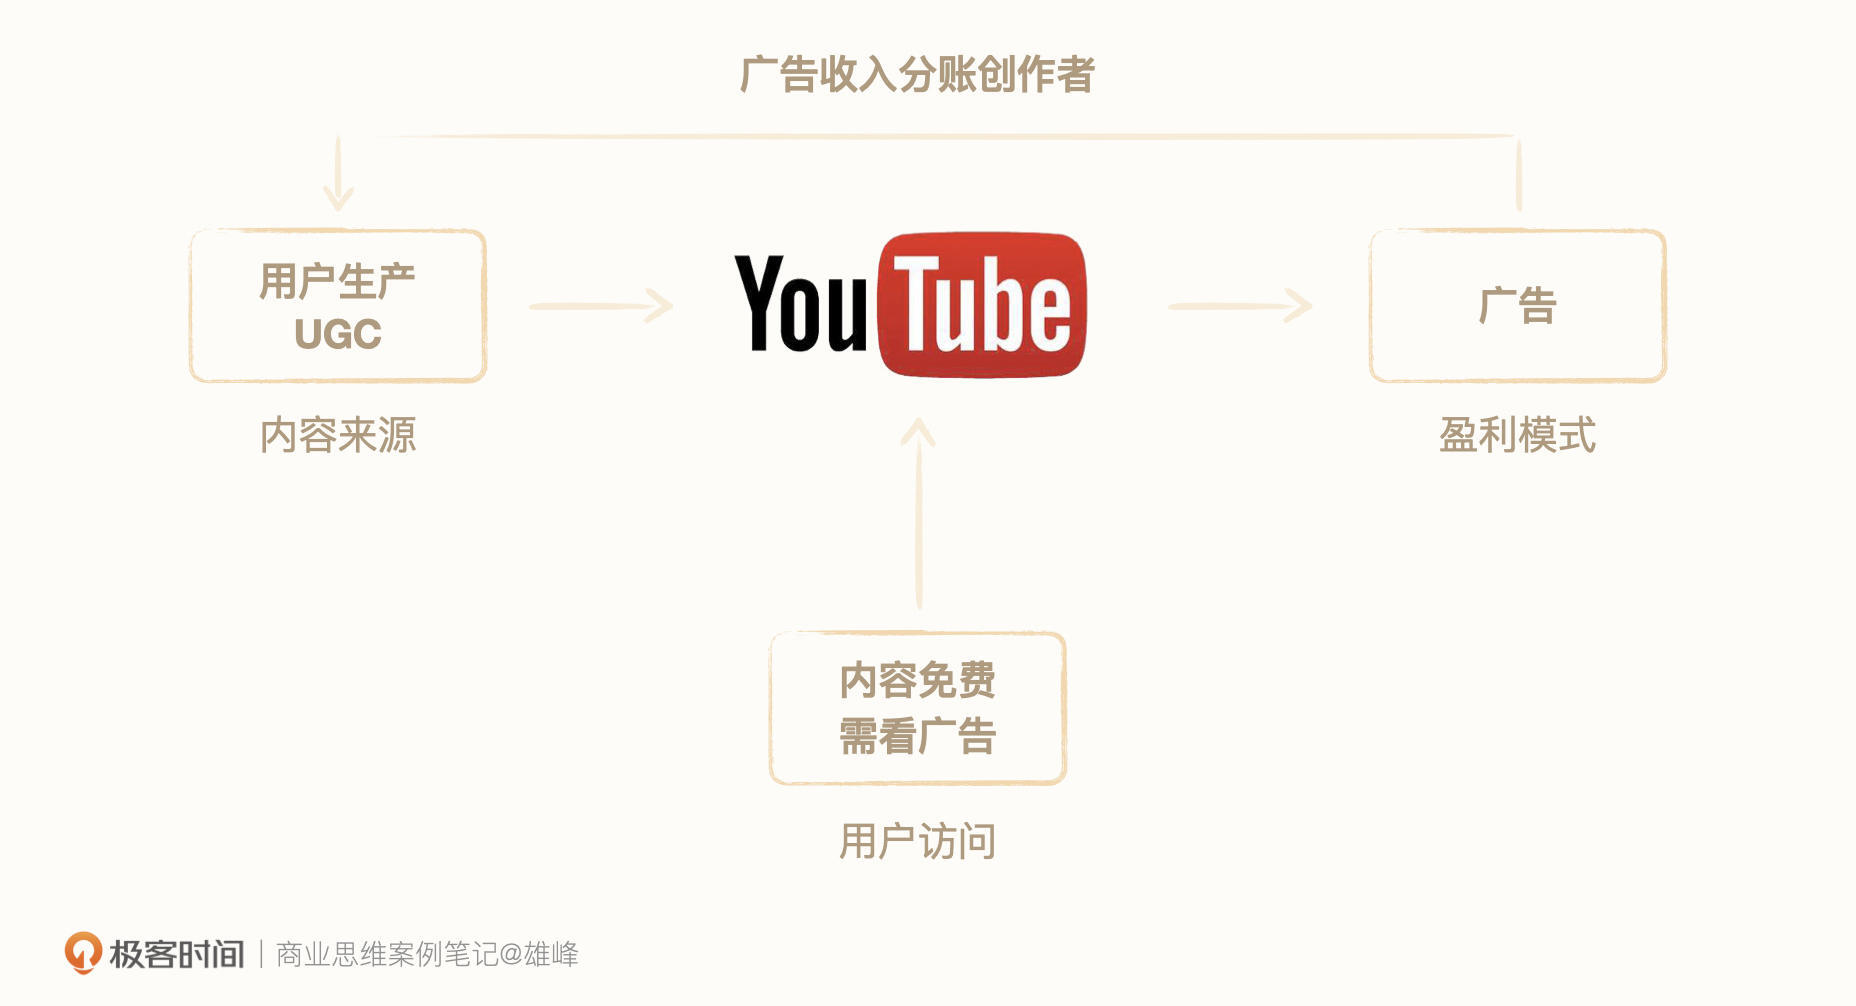 广告收入分账创作者
用户生产
UGC
YouTube
广告
内容来源
盈利模式
内容免费
需看广告
用户访问
极客时间 | 商业思维案例笔记@雄峰